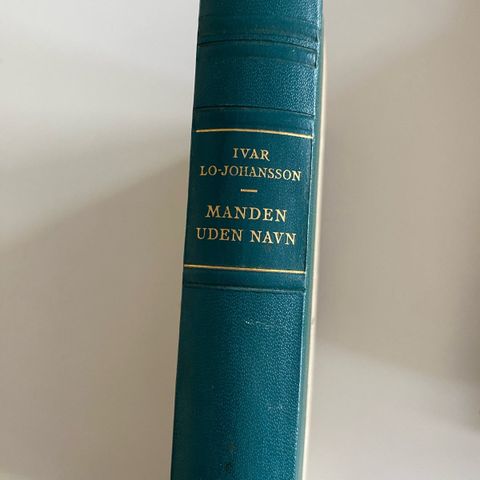 IVAR
LO-JOHANSSON
MANDEN
UDEN NAVN